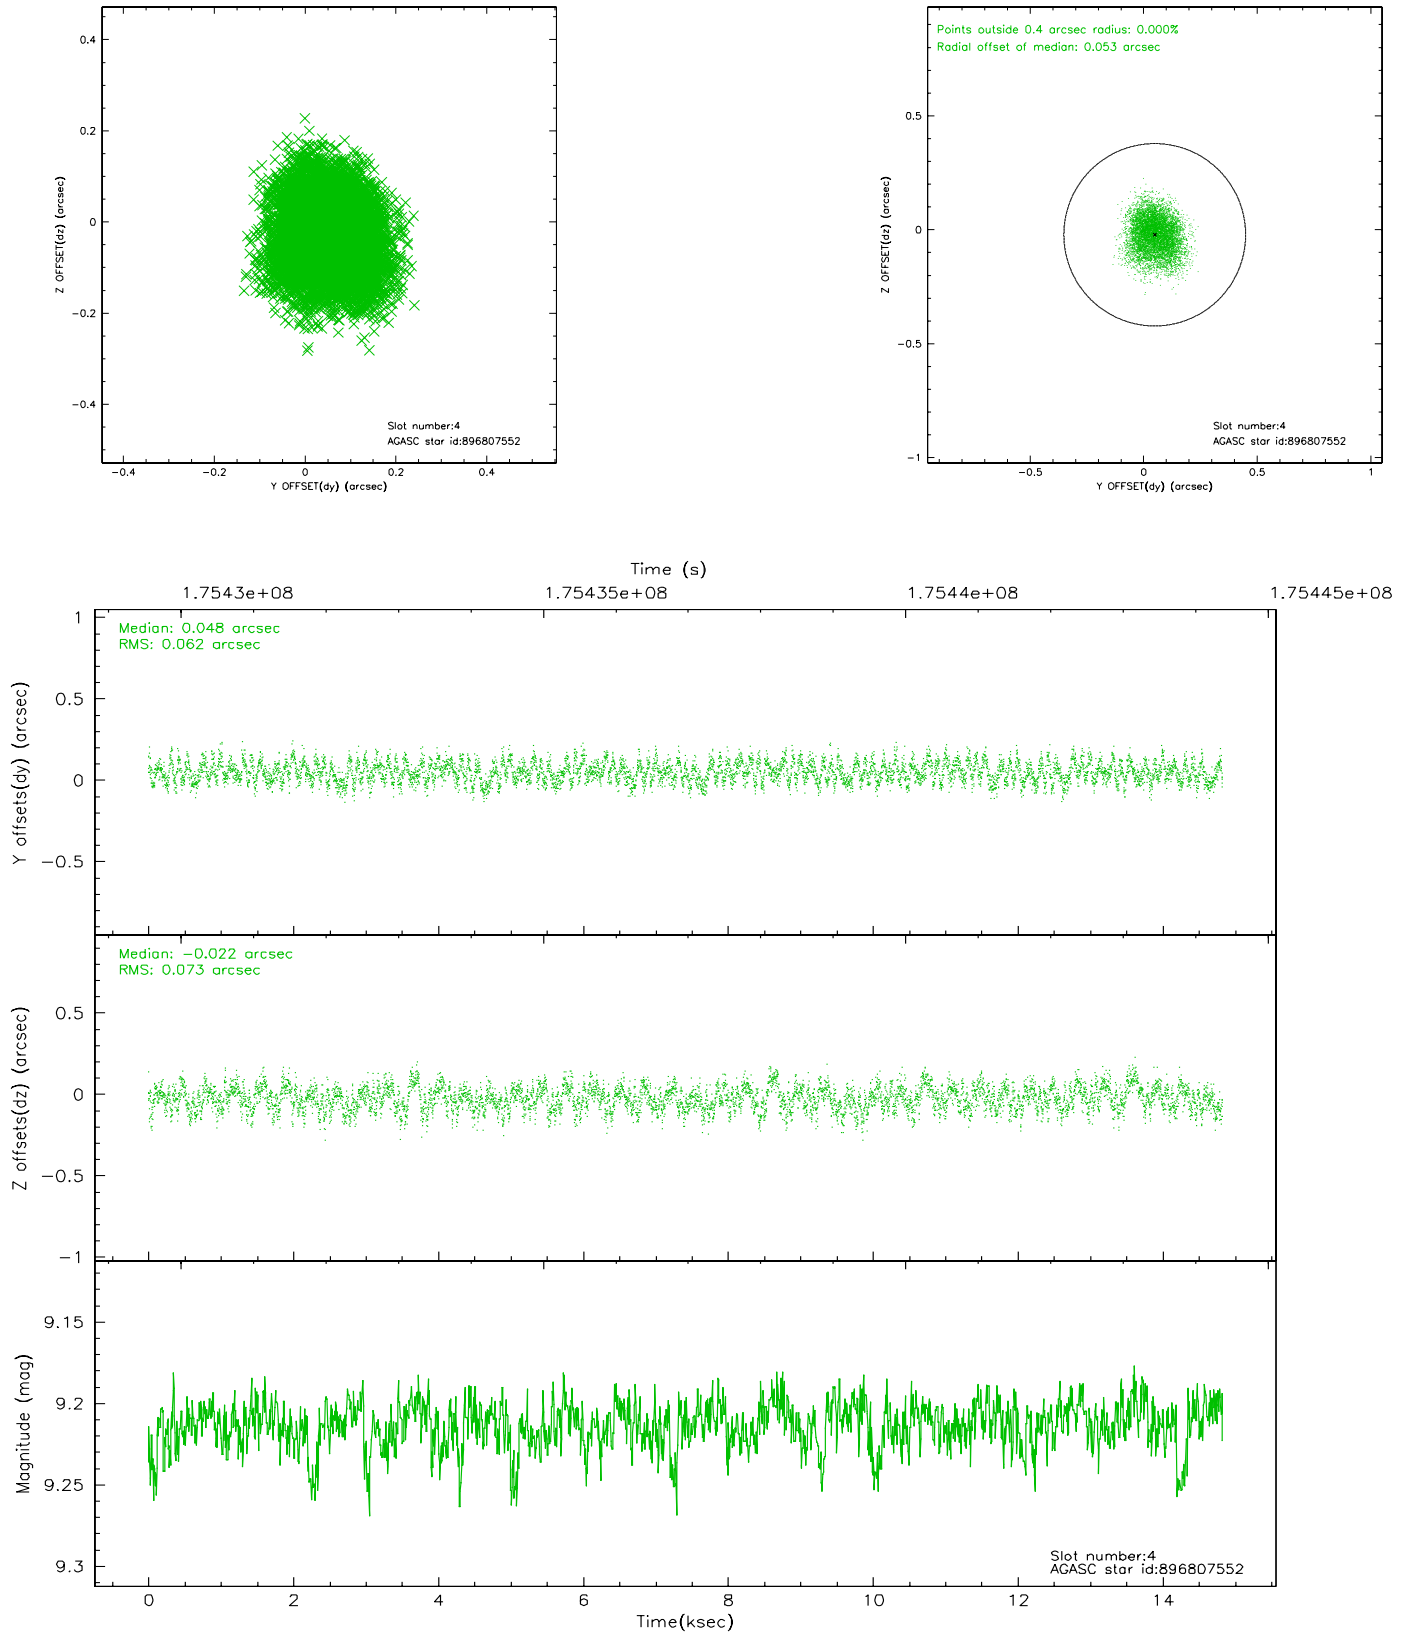 0.4
0.2
0
−0.2
−0.4
Z OFFSET(dz) (arcsec)
Slot number:4
AGASC star id:896807552
−0.4 −0.2 0 0.2 0.4
Y OFFSET(dy) (arcsec)
Points outside 0.4 arcsec radius: 0.000%
Radial offset of median: 0.053 arcsec
0.5
0
−0.5
−1
Z OFFSET(dz) (arcsec)
Slot number:4
AGASC star id:896807552
−0.5 0 0.5 1
Y OFFSET(dy) (arcsec)
Time (s)
1.7543e+08 1.75435e+08 1.7544e+08 1.75445e+08
Median: 0.048 arcsec
RMS: 0.062 arcsec
1
0.5
0
−0.5
Y offsets(dy) (arcsec)
Median: −0.022 arcsec
RMS: 0.073 arcsec
0.5
0
−0.5
−1
Z offsets(dz) (arcsec)
9.15
9.2
9.25
9.3
Magnitude (mag)
Slot number:4
AGASC star id:896807552
0 2 4 6 8 10 12 14
Time(ksec)